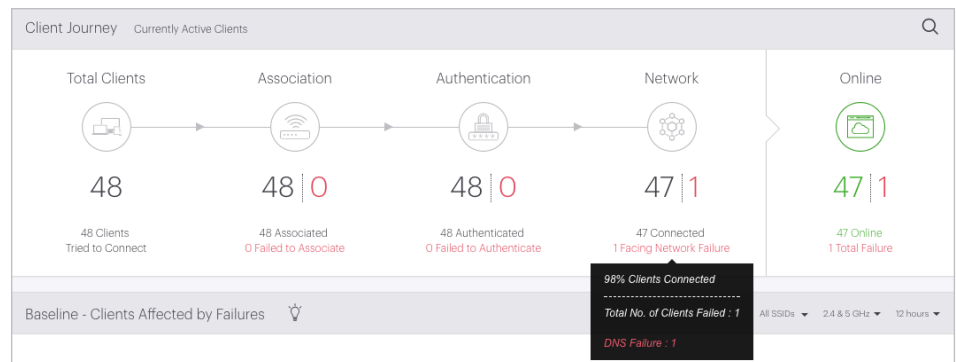 Client Journey Currently Active Clients
Total Clients Association Authentication Network Online
48 48 0 48 0 47 1 47 1
48 Clients 48 Associated 48 Authenticated 47 Connected 47 Online
Tried to Connect 0 Failed to Associate 0 Failed to Authenticate 1 Facing Network Failure 1 Total Failure
98% Clients Connected
Total No. of Clients Failed : 1
DNS Failure : 1
Baseline - Clients Affected by Failures All SSIDs 2.4 & 5 GHz 12 hours